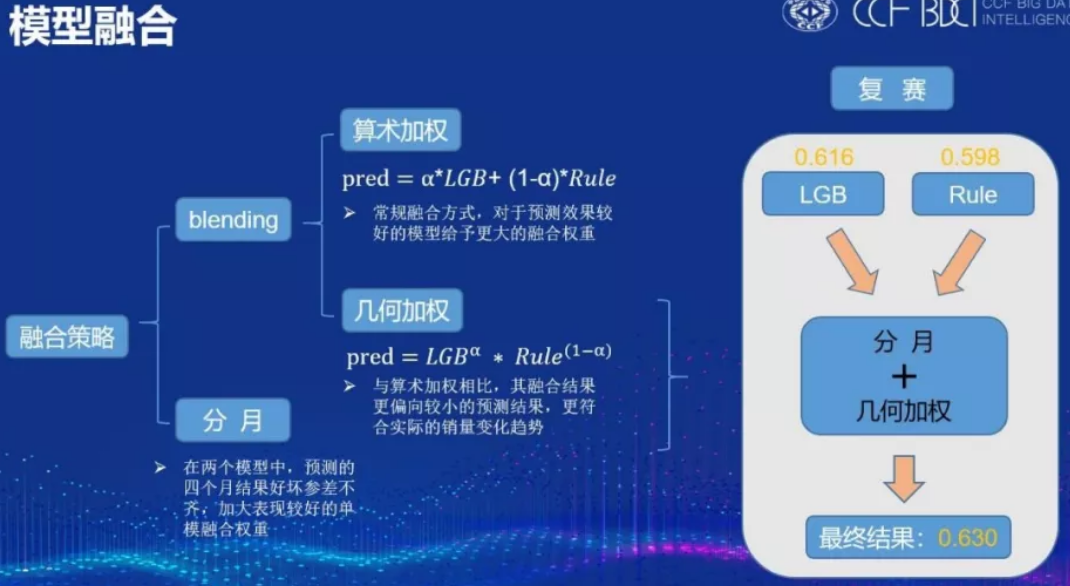 模型融合
CCF BDCI
CCF BIG DA
INTELLIGENC
CCF
复 赛
算术加权
pred = α*LGB+ (1-α)*Rule
➢ 常规融合方式，对于预测效果较
好的模型给予更大的融合权重
blending
几何加权
pred = LGB^α * Rule^(1−α)
➢ 与算术加权相比，其融合结果
更偏向较小的预测结果，更符
合实际的销量变化趋势
融合策略
分 月
➢ 在两个模型中，预测的
四个月结果好坏参差不
齐，加大表现较好的单
模融合权重
0.616
0.598
LGB
Rule
分 月
+
几何加权
最终结果：0.630